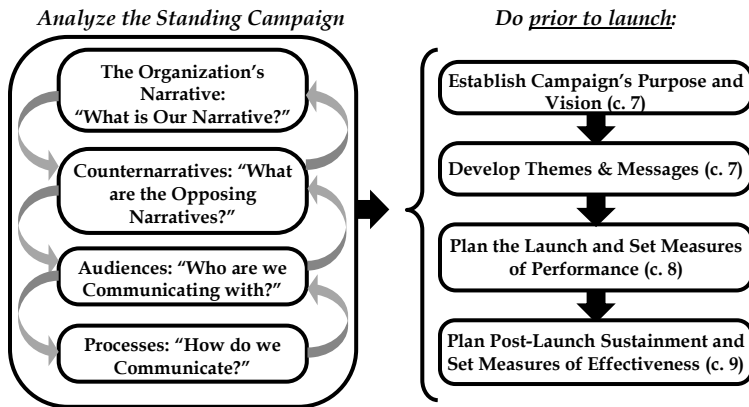 Analyze the Standing Campaign
The Organization’s
Narrative:
“What is Our Narrative?”
Counternarratives: “What
are the Opposing
Narratives?”
Audiences: “Who are we
Communicating with?”
Processes: “How do we
Communicate?”
Do prior to launch:
Establish Campaign’s Purpose and
Vision (c. 7)
Develop Themes & Messages (c. 7)
Plan the Launch and Set Measures
of Performance (c. 8)
Plan Post-Launch Sustainment and
Set Measures of Effectiveness (c. 9)